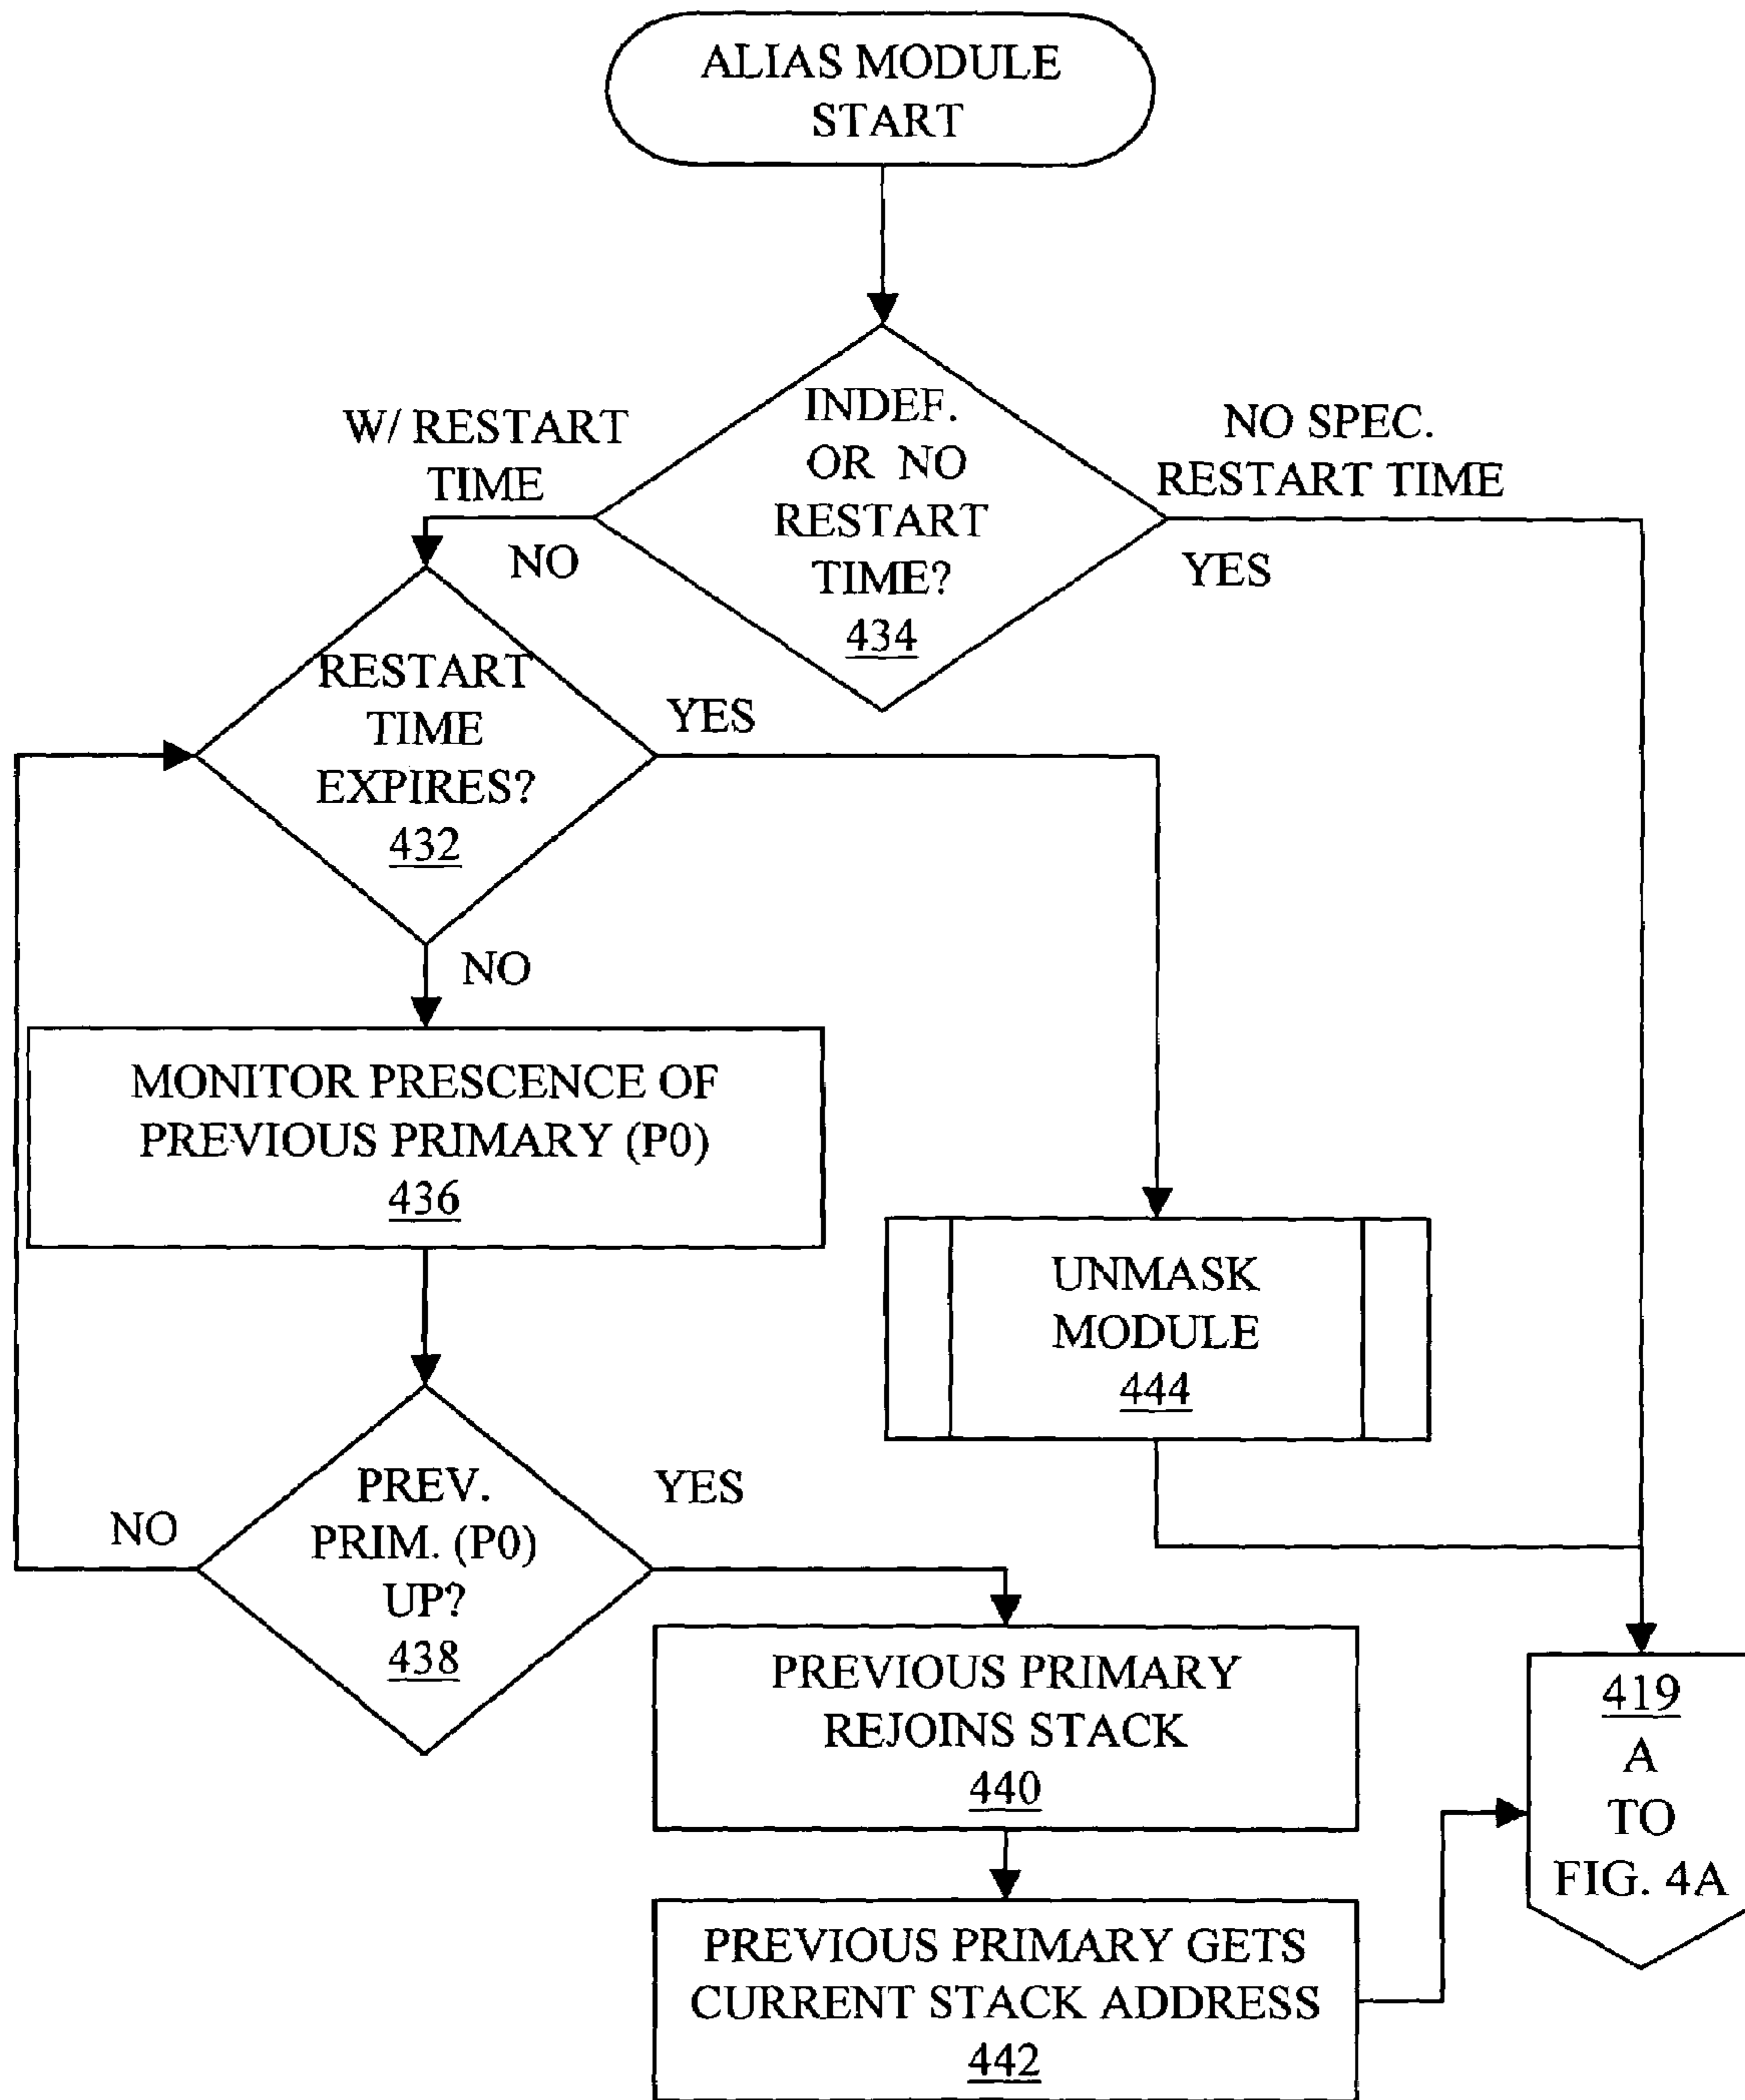 ALIAS MODULE
START
W/ RESTART
TIME
INDEF.
OR NO
RESTART
TIME?
434
NO SPEC.
RESTART TIME
NO
YES
RESTART
TIME
EXPIRES?
432
YES
NO
MONITOR PRESCENCE OF
PREVIOUS PRIMARY (P0)
436
UNMASK
MODULE
444
PREV.
PRIM. (P0)
UP?
438
NO
YES
PREVIOUS PRIMARY
REJOINS STACK
440
419
A
TO
FIG. 4A
PREVIOUS PRIMARY GETS
CURRENT STACK ADDRESS
442